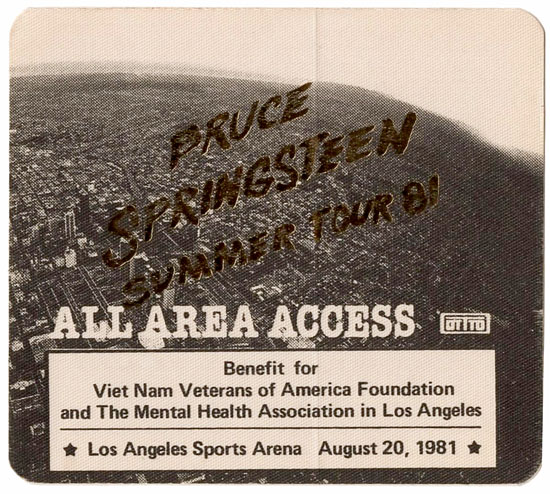 BRUCE
SPRINGSTEEN
SUMMER TOUR 81
ALL AREA ACCESS OTTO
Benefit for
Viet Nam Veterans of America Foundation
and The Mental Health Association in Los Angeles
★ Los Angeles Sports Arena August 20, 1981 ★